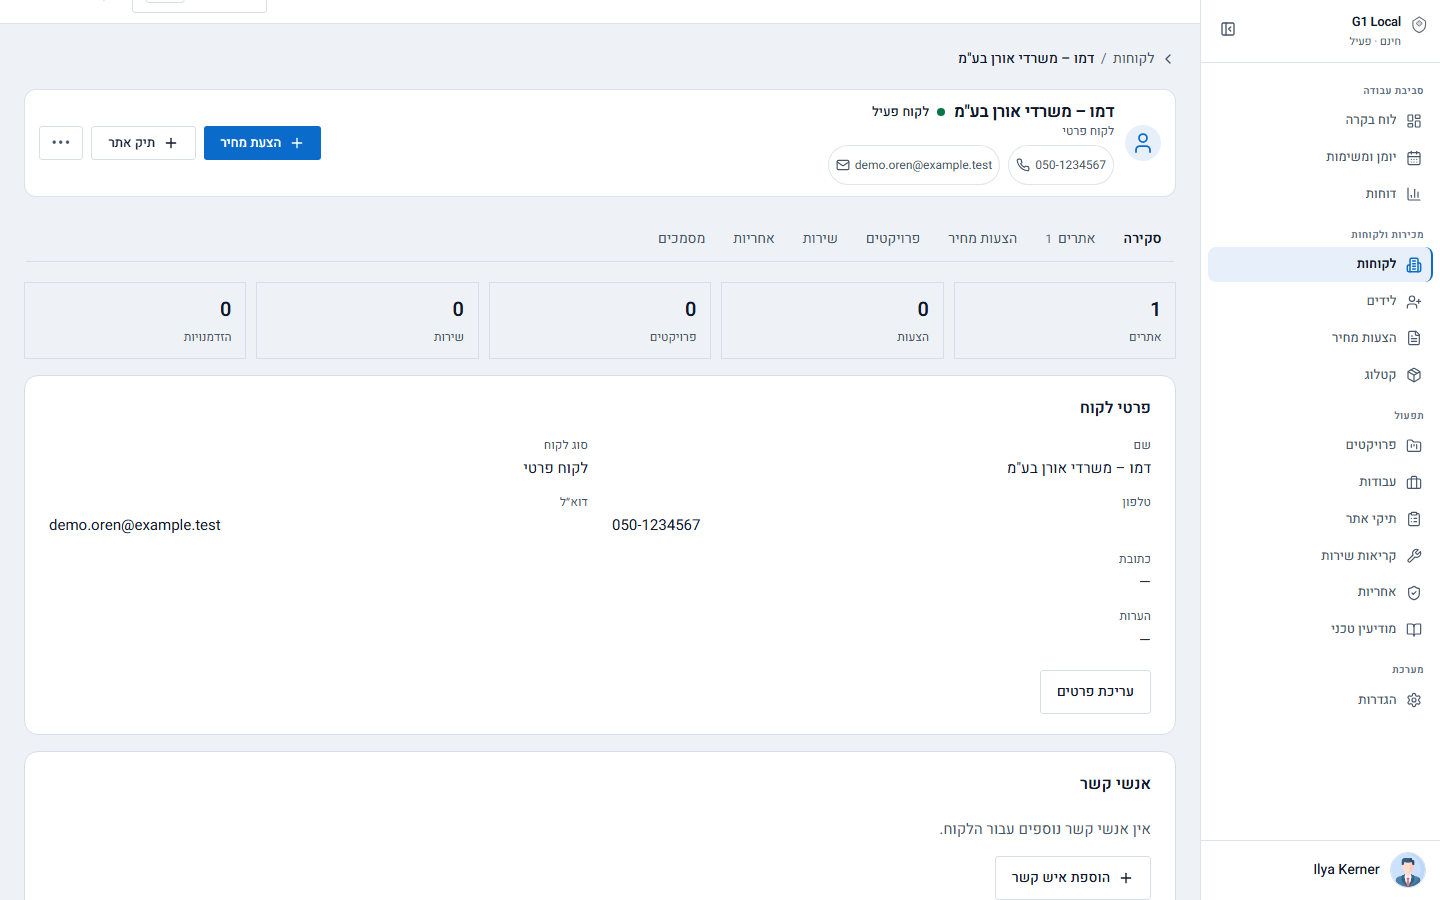 G1 Local
חינם · פעיל
סביבת עבודה
לוח בקרה
יומן ומשימות
דוחות
מכירות ולקוחות
לקוחות
לידים
הצעות מחיר
קטלוג
תפעול
פרויקטים
עבודות
תיקי אתר
קריאות שירות
אחריות
מודיעין טכני
מערכת
הגדרות
Ilya Kerner
לקוחות / דמו – משרדי אורן בע"מ
דמו – משרדי אורן בע"מ ● לקוח פעיל
לקוח פרטי
050-1234567 demo.oren@example.test
+ הצעת מחיר + תיק אתר
סקירה אתרים 1 הצעות מחיר פרויקטים שירות אחריות מסמכים
1 0 0 0 0
אתרים הצעות פרויקטים שירות הזדמנויות
פרטי לקוח
שם סוג לקוח
דמו – משרדי אורן בע"מ לקוח פרטי
טלפון דוא״ל
050-1234567 demo.oren@example.test
כתובת
—
הערות
—
עריכת פרטים
אנשי קשר
אין אנשי קשר נוספים עבור הלקוח.
+ הוספת איש קשר